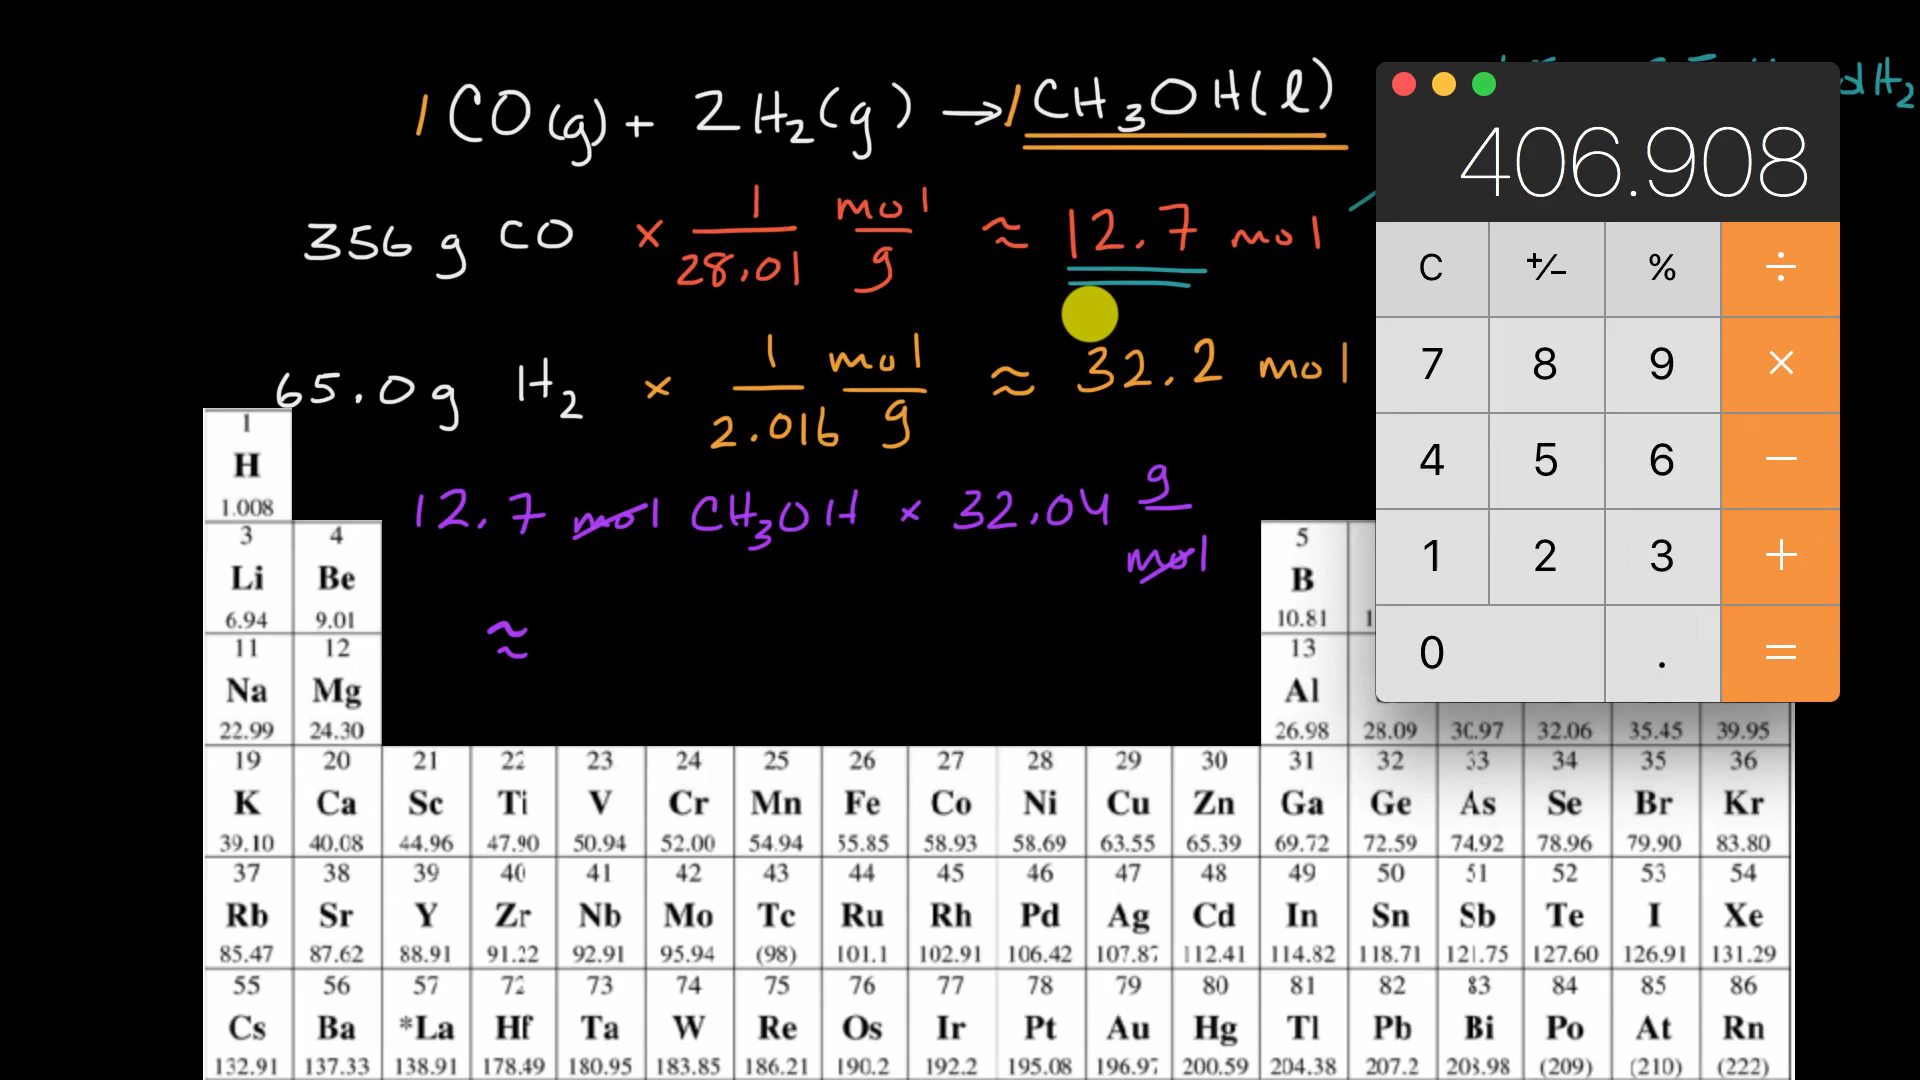 1 CO (g) + 2 H₂ (g) → 1 CH₃OH (l)
dH₂
356 g CO × 1/28.01 mol/g ≈ 12.7 mol
65.0 g H₂ × 1/2.016 mol/g ≈ 32.2 mol
12.7 mol CH₃OH × 32.04 g/mol
≈
406.908
C +/− % ÷
7 8 9 ×
4 5 6 −
1 2 3 +
0 . =
1
H
1.008
3 4 5
Li Be B
6.94 9.01 10.81 1
11 12 13
Na Mg Al
22.99 24.30 26.98 28.09 30.97 32.06 35.45 39.95
19 20 21 22 23 24 25 26 27 28 29 30 31 32 33 34 35 36
K Ca Sc Ti V Cr Mn Fe Co Ni Cu Zn Ga Ge As Se Br Kr
39.10 40.08 44.96 47.90 50.94 52.00 54.94 55.85 58.93 58.69 63.55 65.39 69.72 72.59 74.92 78.96 79.90 83.80
37 38 39 40 41 42 43 44 45 46 47 48 49 50 51 52 53 54
Rb Sr Y Zr Nb Mo Tc Ru Rh Pd Ag Cd In Sn Sb Te I Xe
85.47 87.62 88.91 91.22 92.91 95.94 (98) 101.1 102.91 106.42 107.87 112.41 114.82 118.71 121.75 127.60 126.91 131.29
55 56 57 72 73 74 75 76 77 78 79 80 81 82 83 84 85 86
Cs Ba *La Hf Ta W Re Os Ir Pt Au Hg Tl Pb Bi Po At Rn
132.91 137.33 138.91 178.49 180.95 183.85 186.21 190.2 192.2 195.08 196.97 200.59 204.38 207.2 208.98 (209) (210) (222)